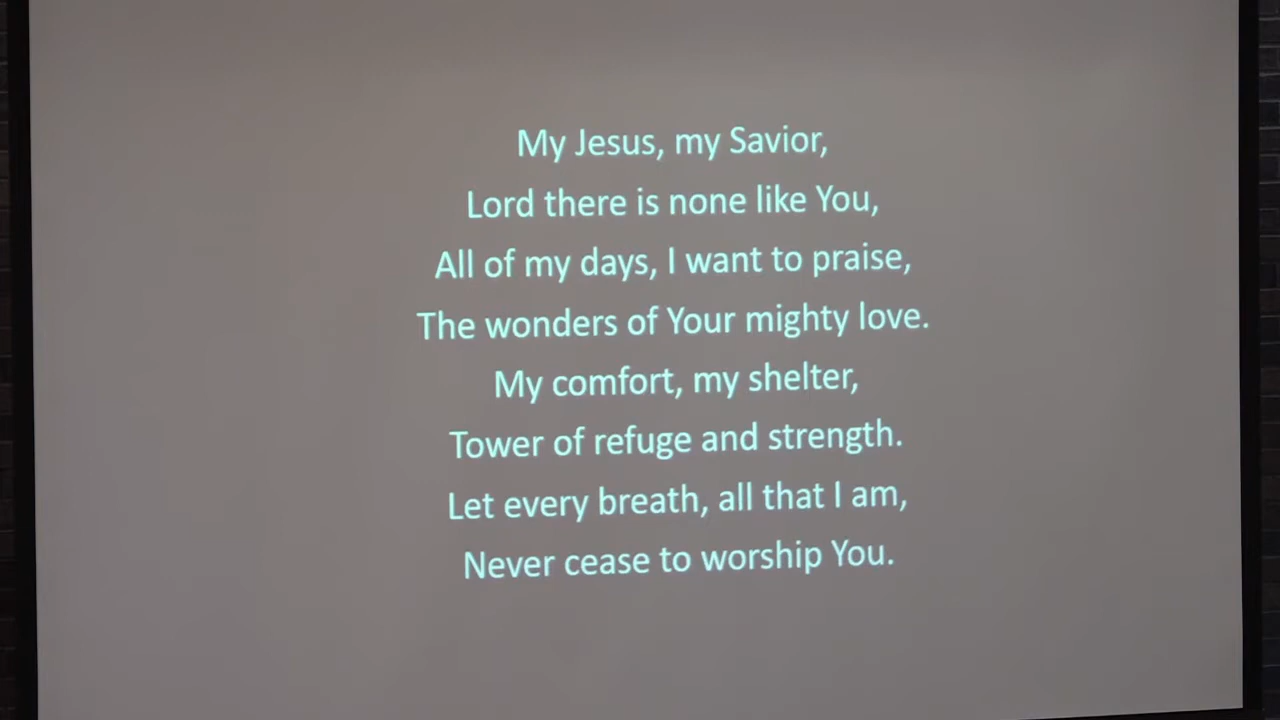 My Jesus, my Savior,
Lord there is none like You,
All of my days, I want to praise,
The wonders of Your mighty love.
My comfort, my shelter,
Tower of refuge and strength.
Let every breath, all that I am,
Never cease to worship You.